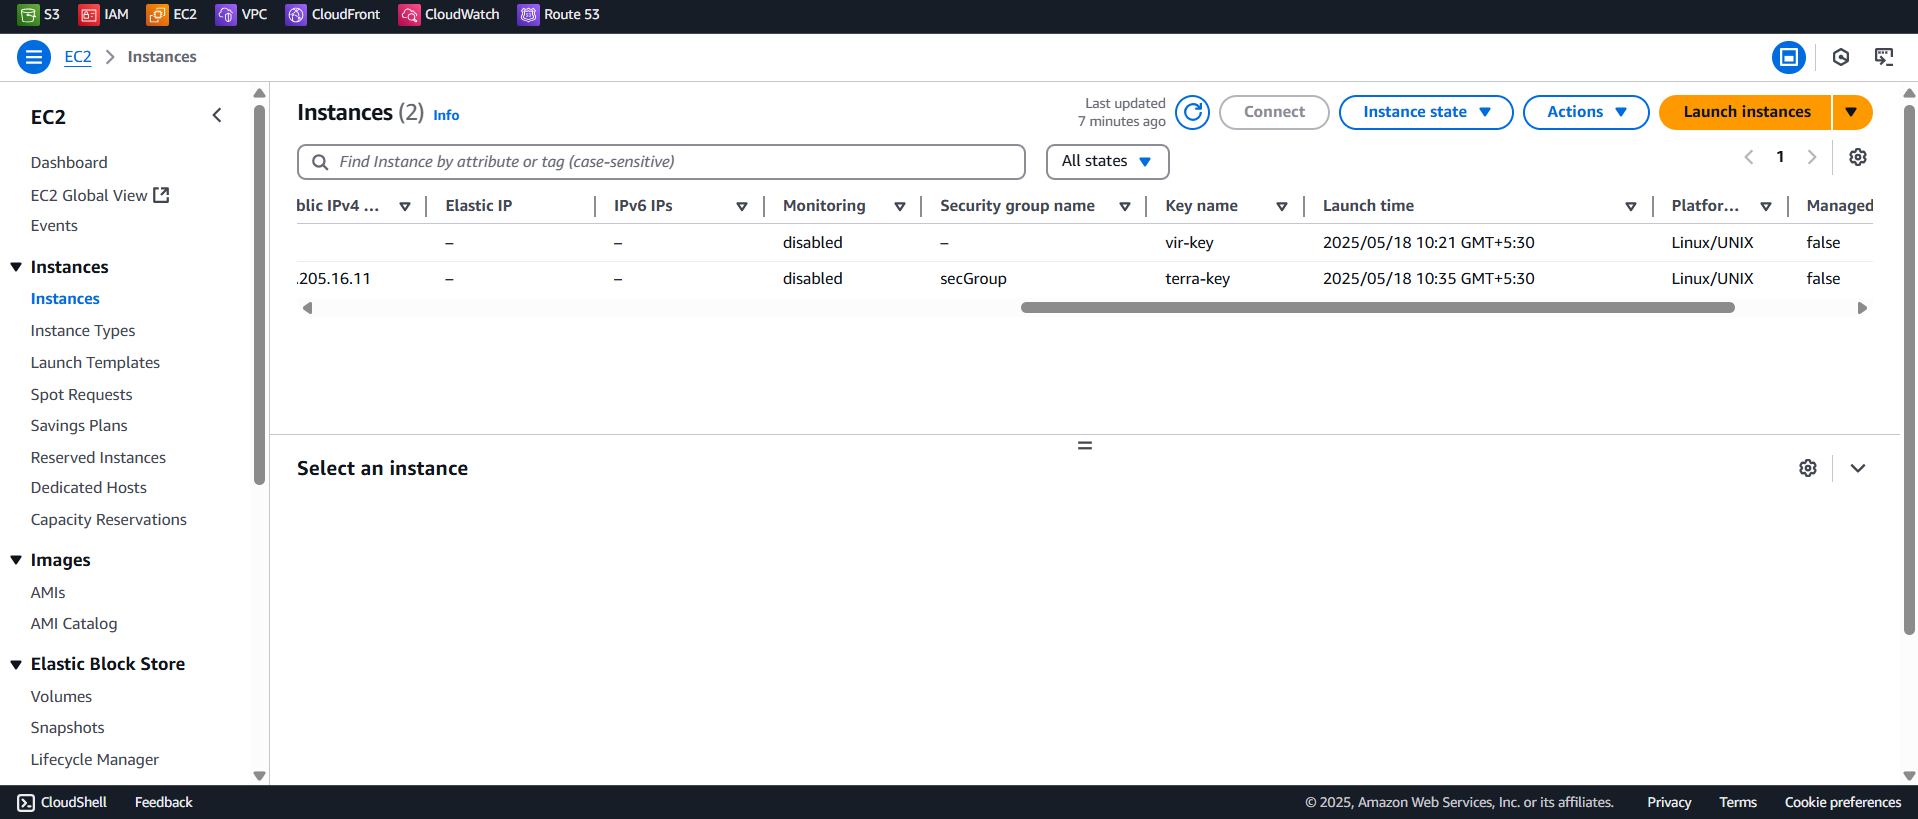 S3 IAM EC2 VPC CloudFront CloudWatch Route 53
EC2 Instances
EC2
Dashboard
EC2 Global View
Events
Instances
Instances
Instance Types
Launch Templates
Spot Requests
Savings Plans
Reserved Instances
Dedicated Hosts
Capacity Reservations
Images
AMIs
AMI Catalog
Elastic Block Store
Volumes
Snapshots
Lifecycle Manager
Instances (2) Info
Last updated
7 minutes ago
Connect Instance state Actions Launch instances
Find Instance by attribute or tag (case-sensitive) All states 1
blic IPv4 ... Elastic IP IPv6 IPs Monitoring Security group name Key name Launch time Platfor... Managed
– – disabled – vir-key 2025/05/18 10:21 GMT+5:30 Linux/UNIX false
.205.16.11 – – disabled secGroup terra-key 2025/05/18 10:35 GMT+5:30 Linux/UNIX false
Select an instance
CloudShell Feedback © 2025, Amazon Web Services, Inc. or its affiliates. Privacy Terms Cookie preferences